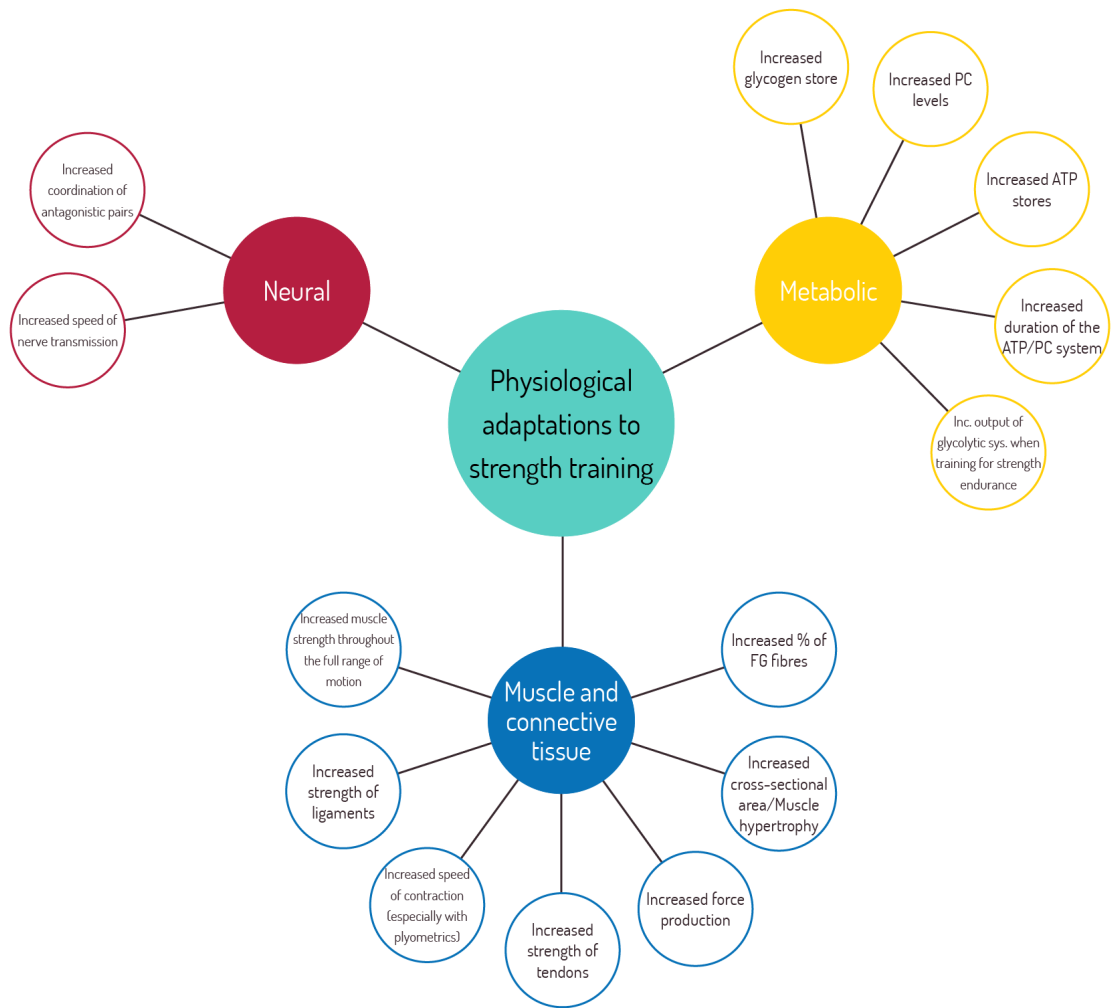 Physiological
adaptations to
strength training
Neural
Increased
coordination of
antagonistic pairs
Increased speed of
nerve transmission
Metabolic
Increased
glycogen store
Increased PC
levels
Increased ATP
stores
Increased
duration of the
ATP/PC system
Inc. output of
glycolytic sys. when
training for strength
endurance
Muscle and
connective
tissue
Increased muscle
strength throughout
the full range of
motion
Increased
strength of
ligaments
Increased speed
of contraction
(especially with
plyometrics)
Increased
strength of
tendons
Increased force
production
Increased
cross-sectional
area/Muscle
hypertrophy
Increased % of
FG fibres